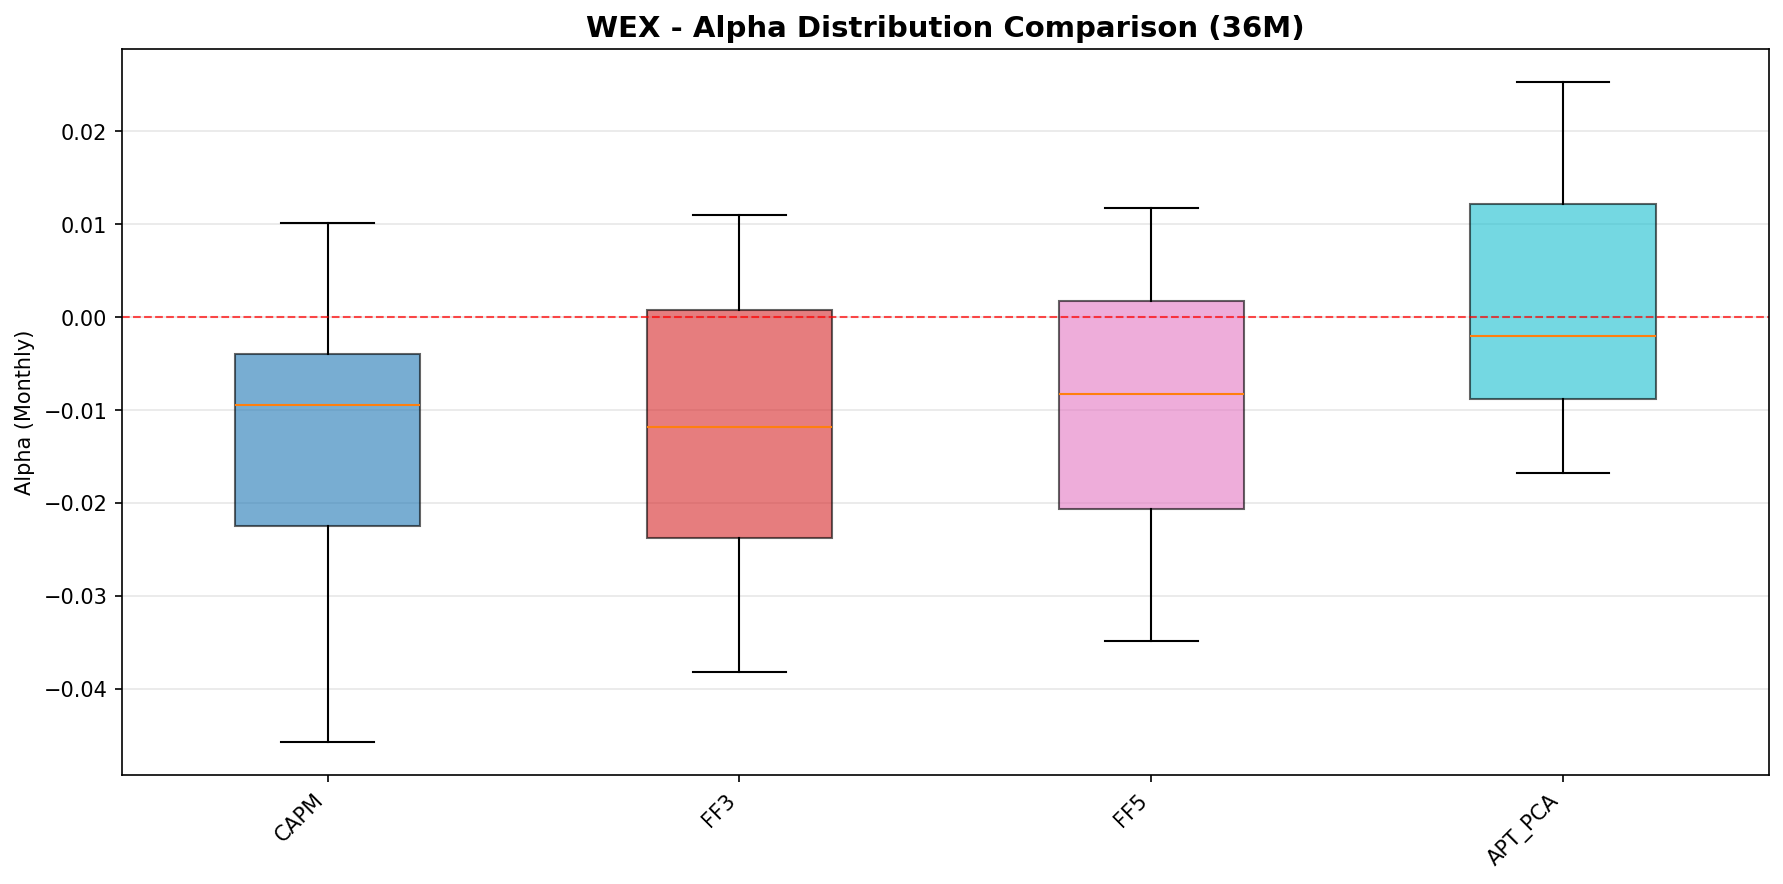 WEX - Alpha Distribution Comparison (36M)
Alpha (Monthly)
0.02
0.01
0.00
−0.01
−0.02
−0.03
−0.04
CAPM
FF3
FF5
APT_PCA